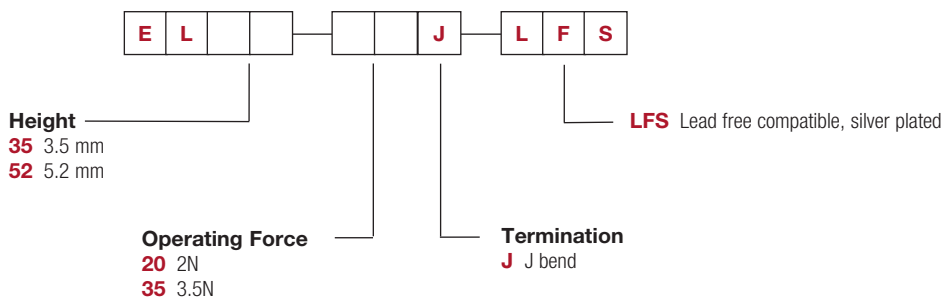 E L J L F S
Height
35 3.5 mm
52 5.2 mm
LFS Lead free compatible, silver plated
Operating Force
20 2N
35 3.5N
Termination
J J bend